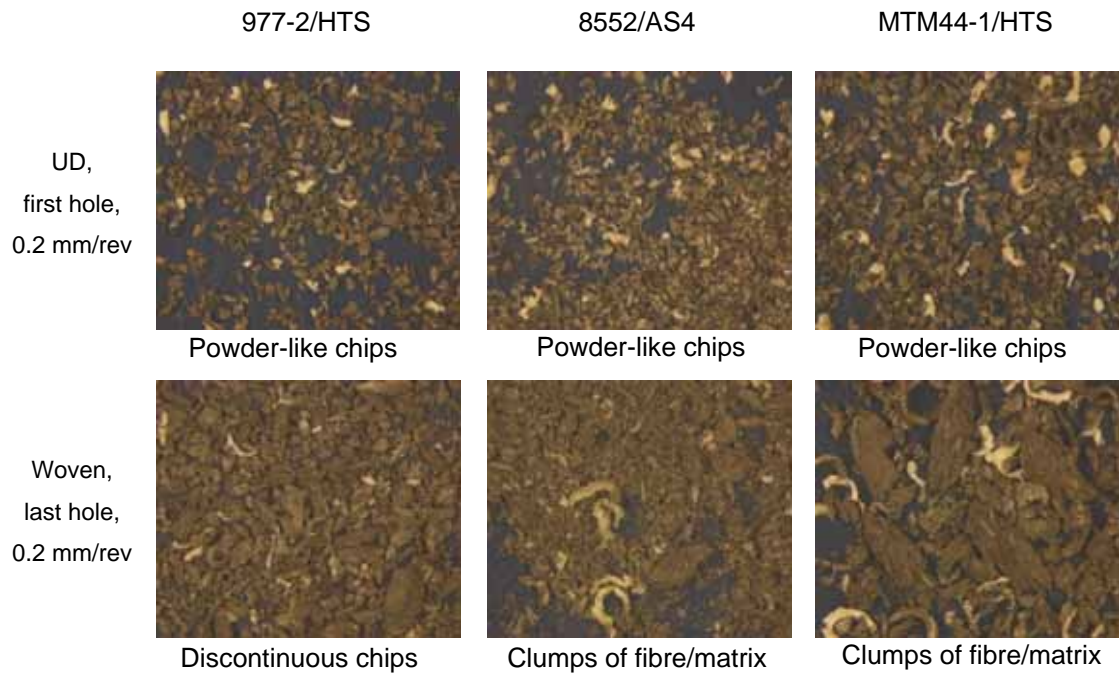 977-2/HTS
8552/AS4
MTM44-1/HTS
UD,
first hole,
0.2 mm/rev
Powder-like chips
Powder-like chips
Powder-like chips
Woven,
last hole,
0.2 mm/rev
Discontinuous chips
Clumps of fibre/matrix
Clumps of fibre/matrix